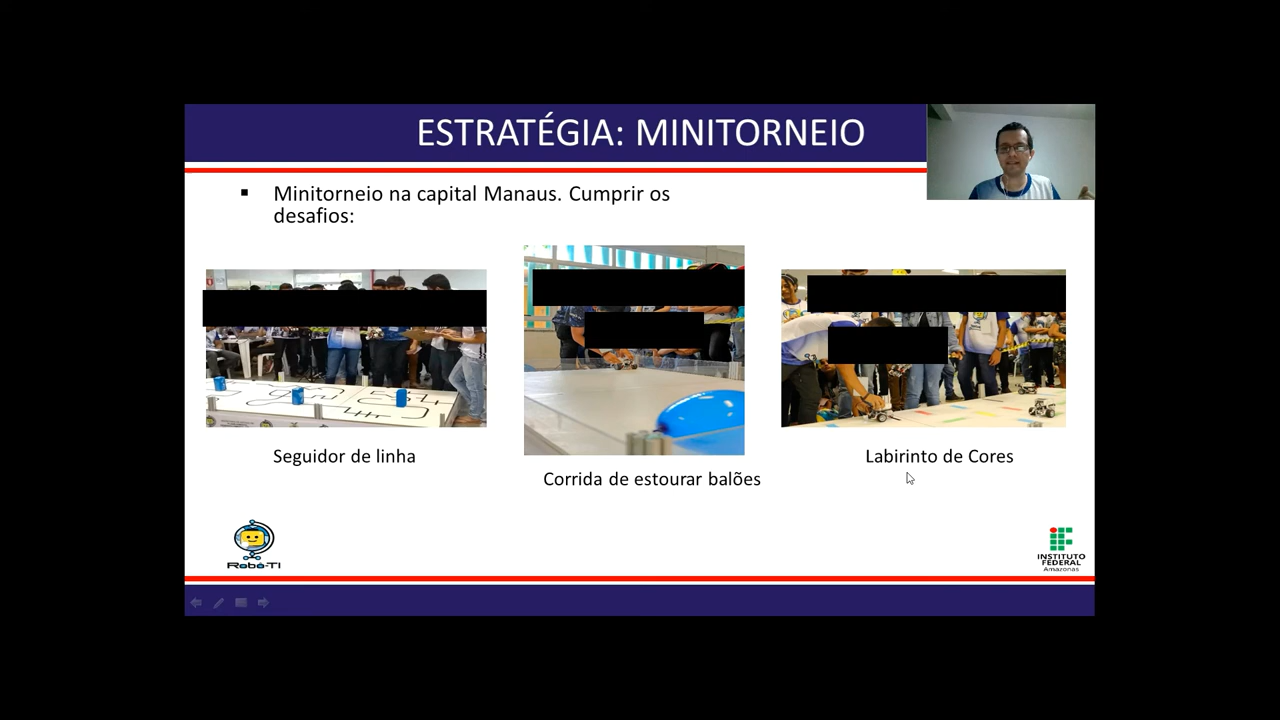 ESTRATÉGIA: MINITORNEIO
▪ Minitorneio na capital Manaus. Cumprir os
desafios:
Seguidor de linha
Corrida de estourar balões
Labirinto de Cores
Robô-TI
INSTITUTO
FEDERAL
Amazonas